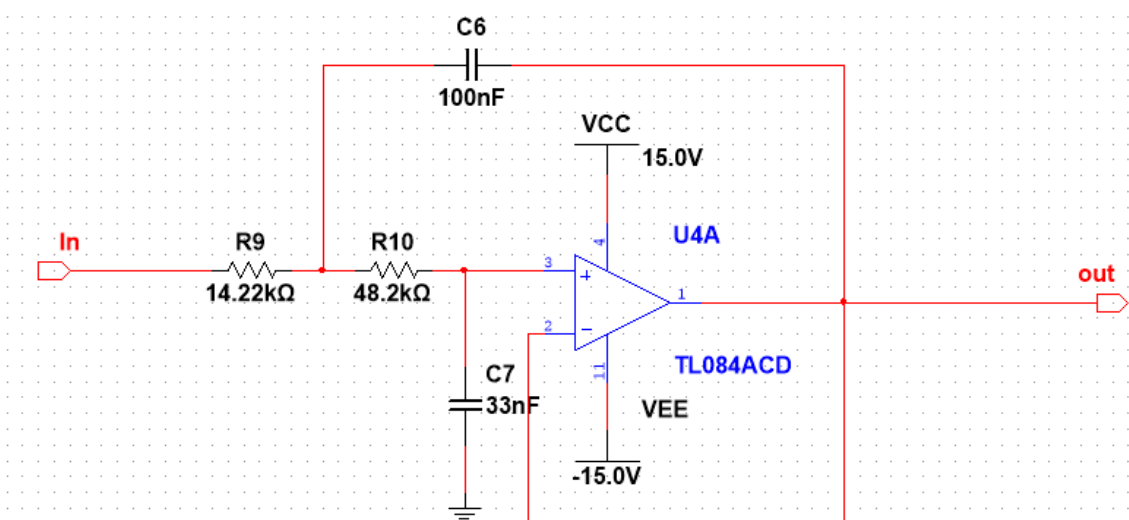 C6
100nF
VCC
15.0V
In
R9
14.22kΩ
R10
48.2kΩ
3
+
4
U4A
1
out
2
−
11
TL084ACD
C7
33nF
VEE
-15.0V